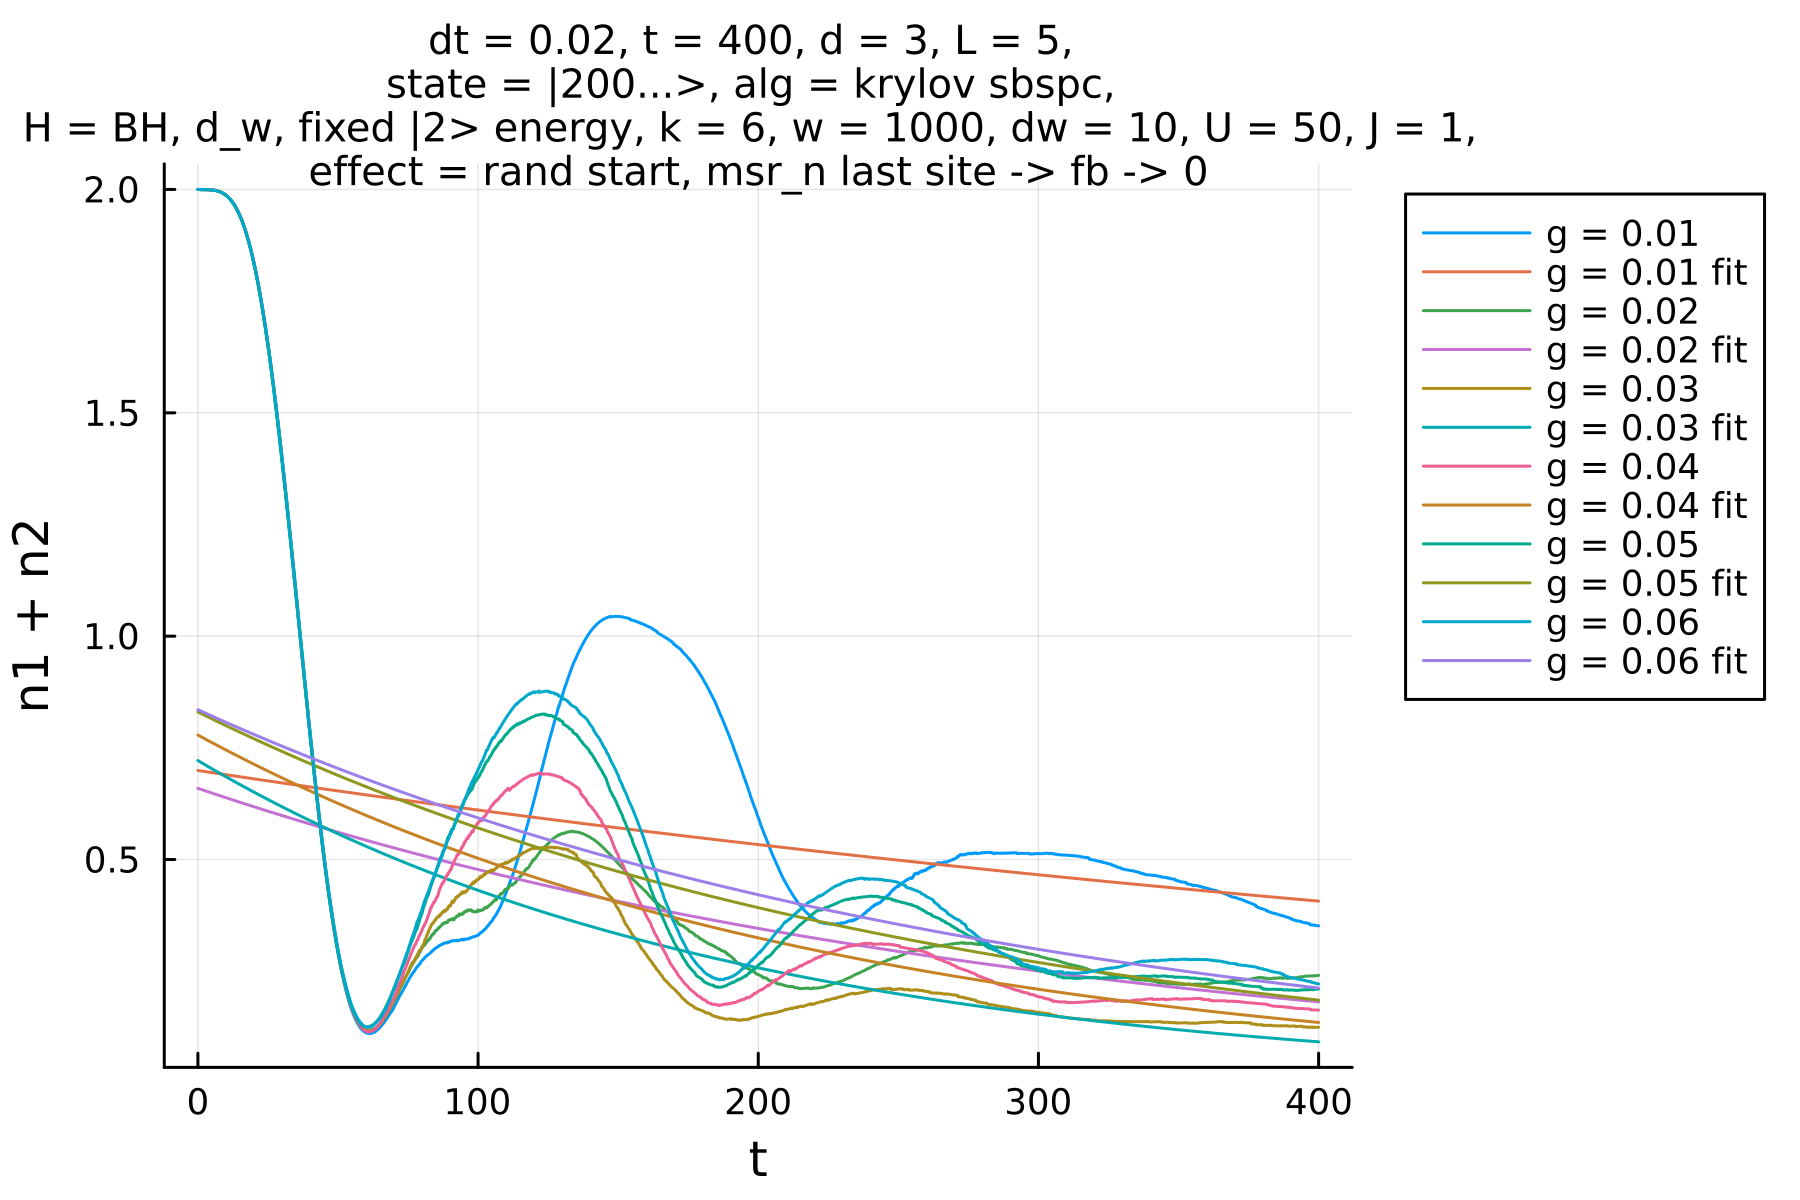 dt = 0.02, t = 400, d = 3, L = 5,
state = |200...>, alg = krylov sbspc,
H = BH, d_w, fixed |2> energy, k = 6, w = 1000, dw = 10, U = 50, J = 1,
effect = rand start, msr_n last site -> fb -> 0
2.0
1.5
1.0
0.5
n1 + n2
0
100
200
300
400
t
g = 0.01
g = 0.01 fit
g = 0.02
g = 0.02 fit
g = 0.03
g = 0.03 fit
g = 0.04
g = 0.04 fit
g = 0.05
g = 0.05 fit
g = 0.06
g = 0.06 fit